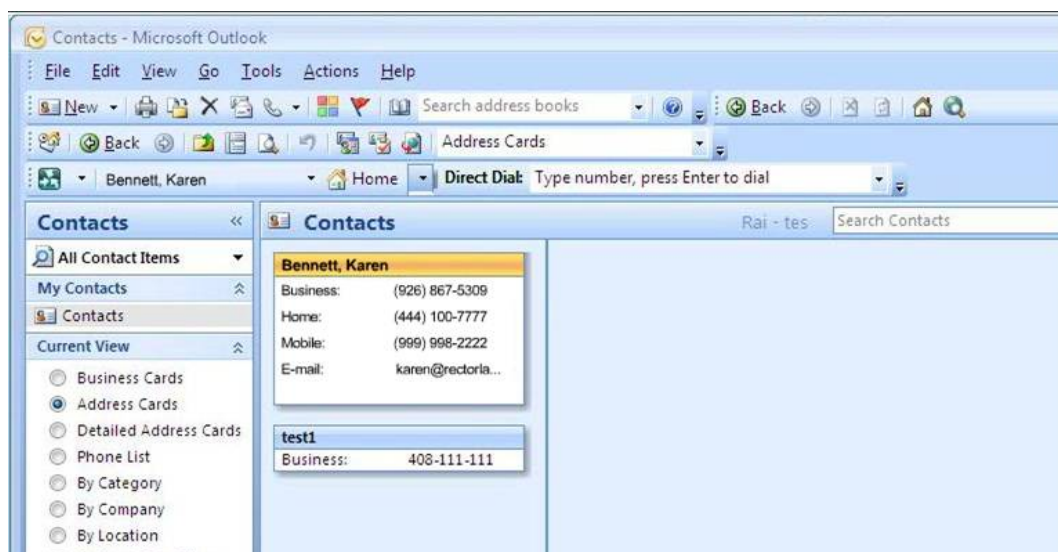 Contacts - Microsoft Outlook
File Edit View Go Tools Actions Help
New Search address books Back
Back Address Cards
Bennett, Karen Home Direct Dial: Type number, press Enter to dial
Contacts « Contacts Rai - tes Search Contacts
All Contact Items
My Contacts
Contacts
Current View
Business Cards
Address Cards
Detailed Address Cards
Phone List
By Category
By Company
By Location
Bennett, Karen
Business: (926) 867-5309
Home: (444) 100-7777
Mobile: (999) 998-2222
E-mail: karen@rectorla...
test1
Business: 408-111-111